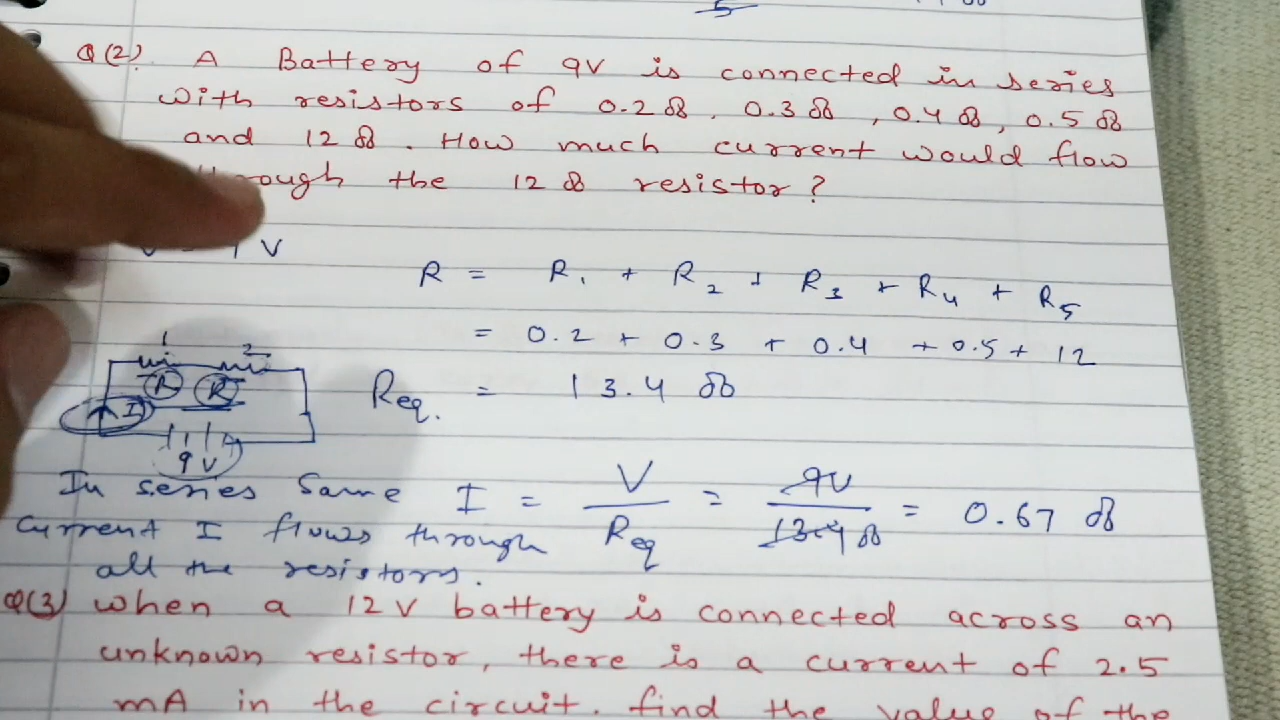 Q(2). A Battery of 9V is connected in series
with resistors of 0.2 Ω, 0.3 Ω, 0.4 Ω, 0.5 Ω
and 12 Ω. How much current would flow
the 12 Ω resistor?
V
R = R1 + R2 + R3 + R4 + R5
= 0.2 + 0.3 + 0.4 + 0.5 + 12
Req. = 13.4 Ω
1 2
R R
I
9V
In series Same
Current I flows through
all the resistors.
I = V/Req = 9V/13.4 Ω = 0.67 Ω
Q(3) When a 12V battery is connected across an
unknown resistor, there is a current of 2.5
mA in the circuit. find the value of the